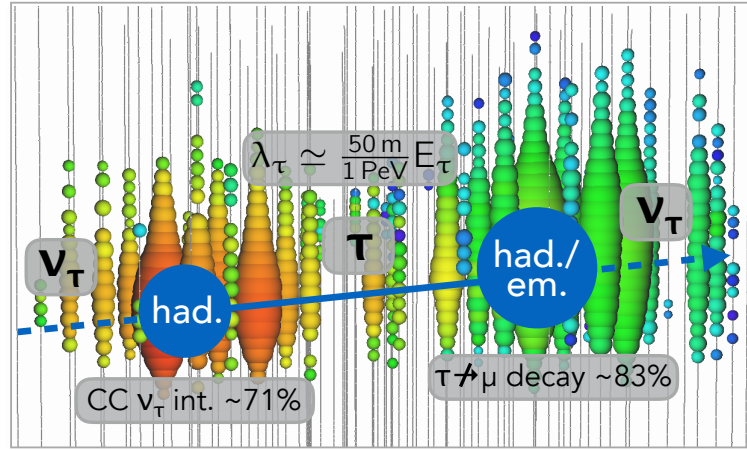 λτ ≃ 50 m / 1 PeV Eτ
ντ
τ
ντ
had.
had./
em.
CC ντ int. ~71%
τ↛μ decay ~83%